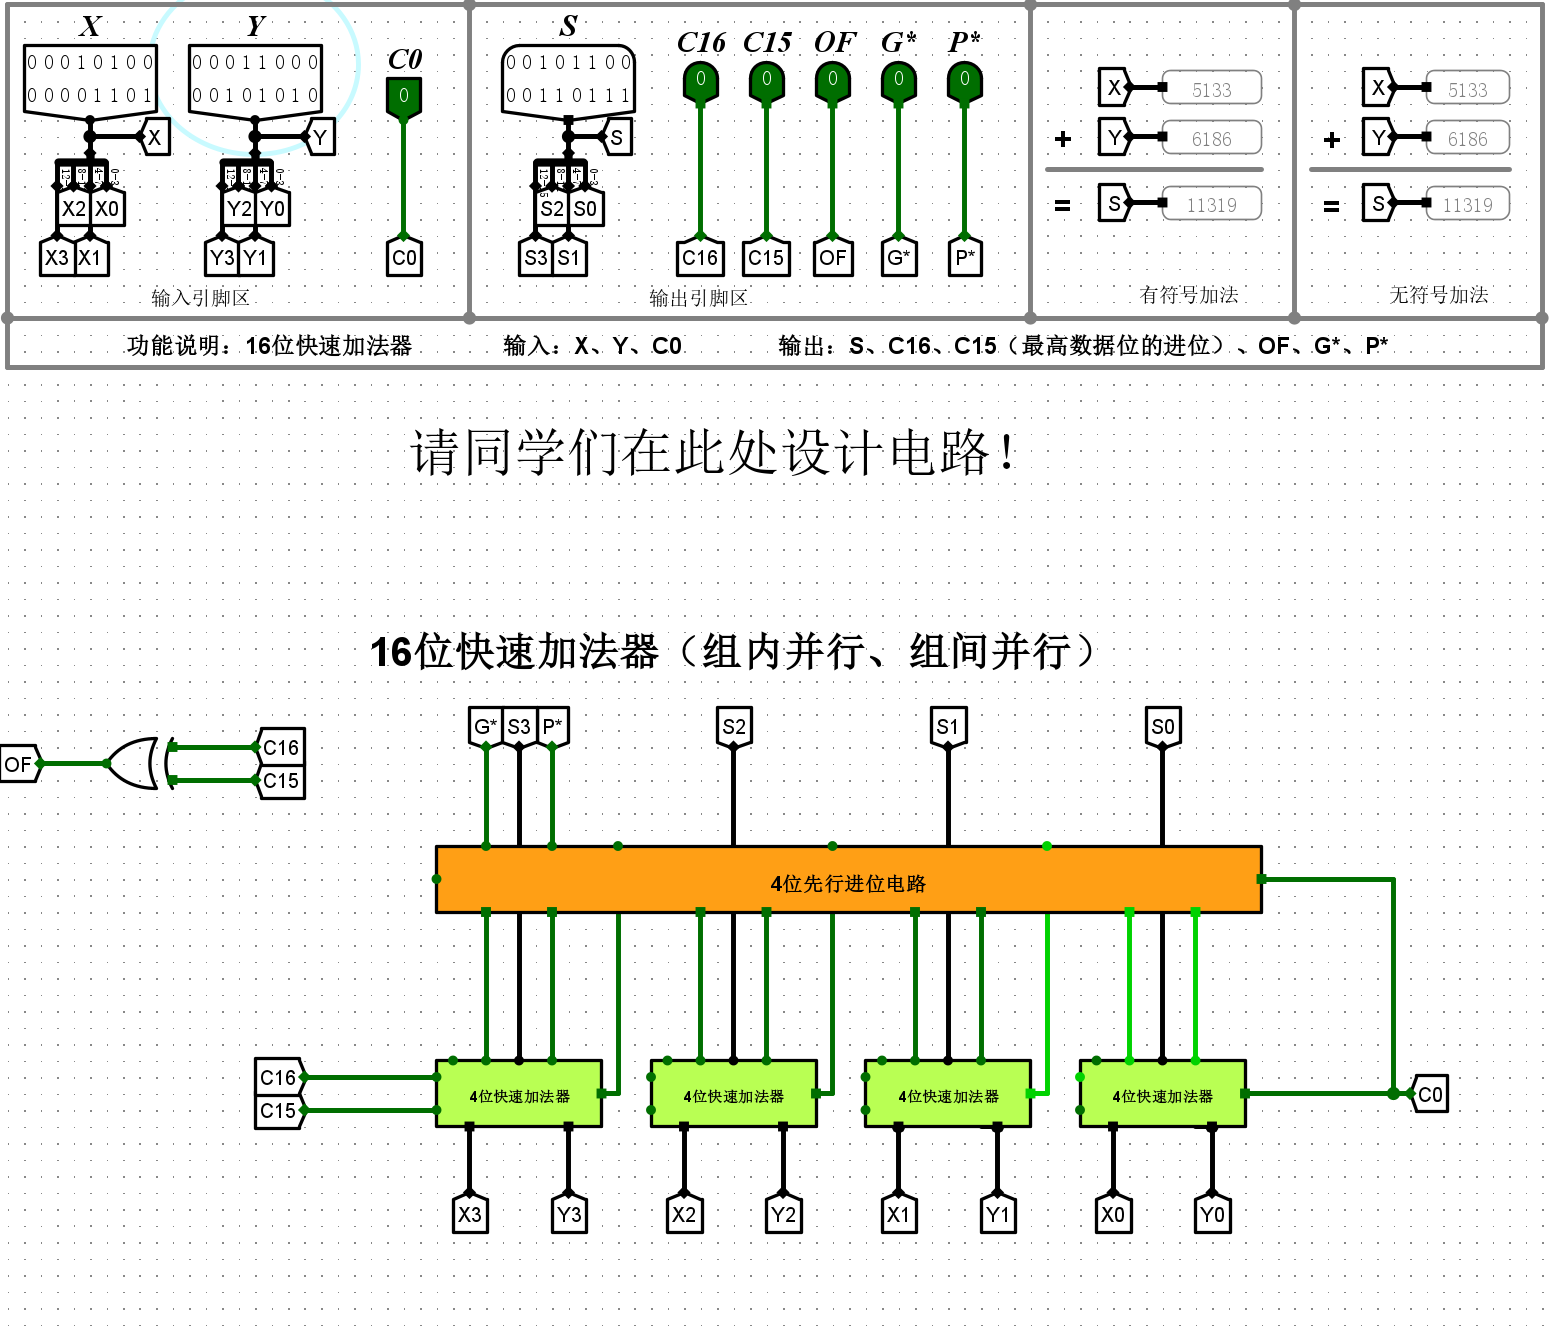 X Y C0 S C16 C15 OF G* P*
0 0 0 1 0 1 0 0
0 0 0 0 1 1 0 1
0 0 0 1 1 0 0 0
0 0 1 0 1 0 1 0
0
0 0 1 0 1 1 0 0
0 0 1 1 0 1 1 1
0 0 0 0 0
X Y S
X2 X0 Y2 Y0 S2 S0
X3 X1 Y3 Y1 C0 S3 S1 C16 C15 OF G* P*
输入引脚区
输出引脚区
X 5133
+ Y 6186
= S 11319
有符号加法
X 5133
+ Y 6186
= S 11319
无符号加法
功能说明：16位快速加法器 输入：X、Y、C0 输出：S、C16、C15（最高数据位的进位）、OF、G*、P*
请同学们在此处设计电路！
16位快速加法器（组内并行、组间并行）
G* S3 P* S2 S1 S0
C16
OF
C15
4位先行进位电路
C16
C15
4位快速加法器 4位快速加法器 4位快速加法器 4位快速加法器
C0
X3 Y3 X2 Y2 X1 Y1 X0 Y0